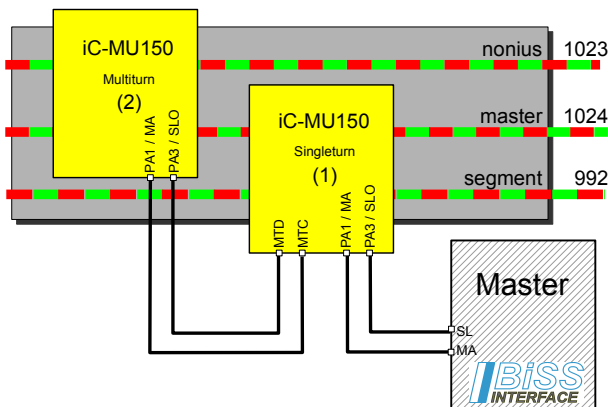 iC-MU150
Multiturn
(2)
PA1 / MA
PA3 / SLO
nonius 1023
iC-MU150
Singleturn
(1)
MTD
MTC
PA1 / MA
PA3 / SLO
master 1024
segment 992
Master
SL
MA
BiSS
INTERFACE